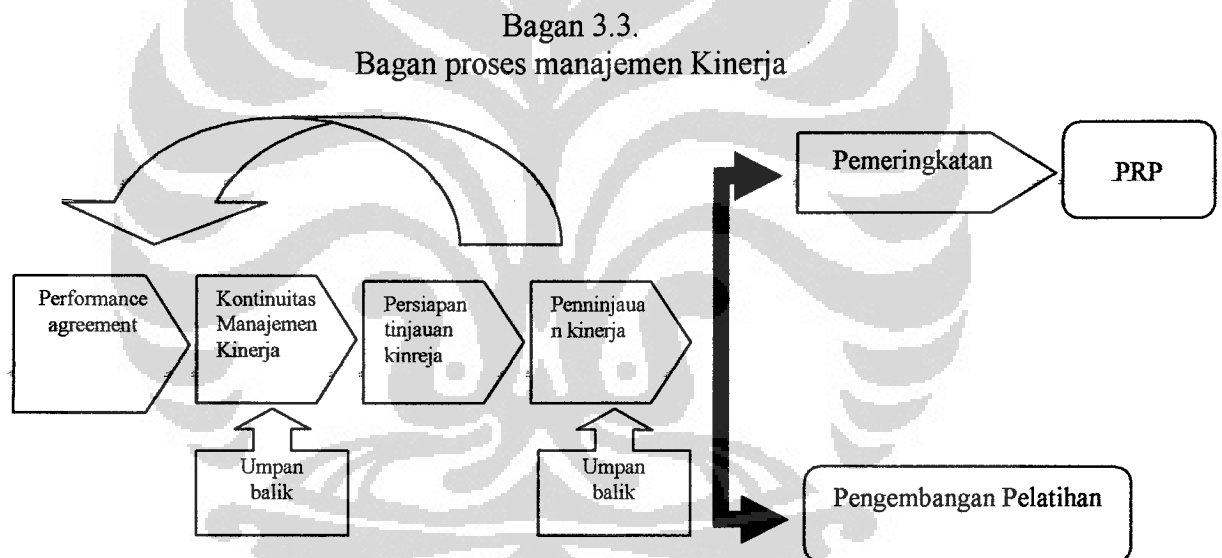 Bagan 3.3.
Bagan proses manajemen Kinerja
Pemeringkatan
PRP
Performance
agreement
Kontinuitas
Manajemen
Kinerja
Persiapan
tinjauan
kinreja
Penninjaua
n kinerja
Umpan
balik
Umpan
balik
Pengembangan Pelatihan